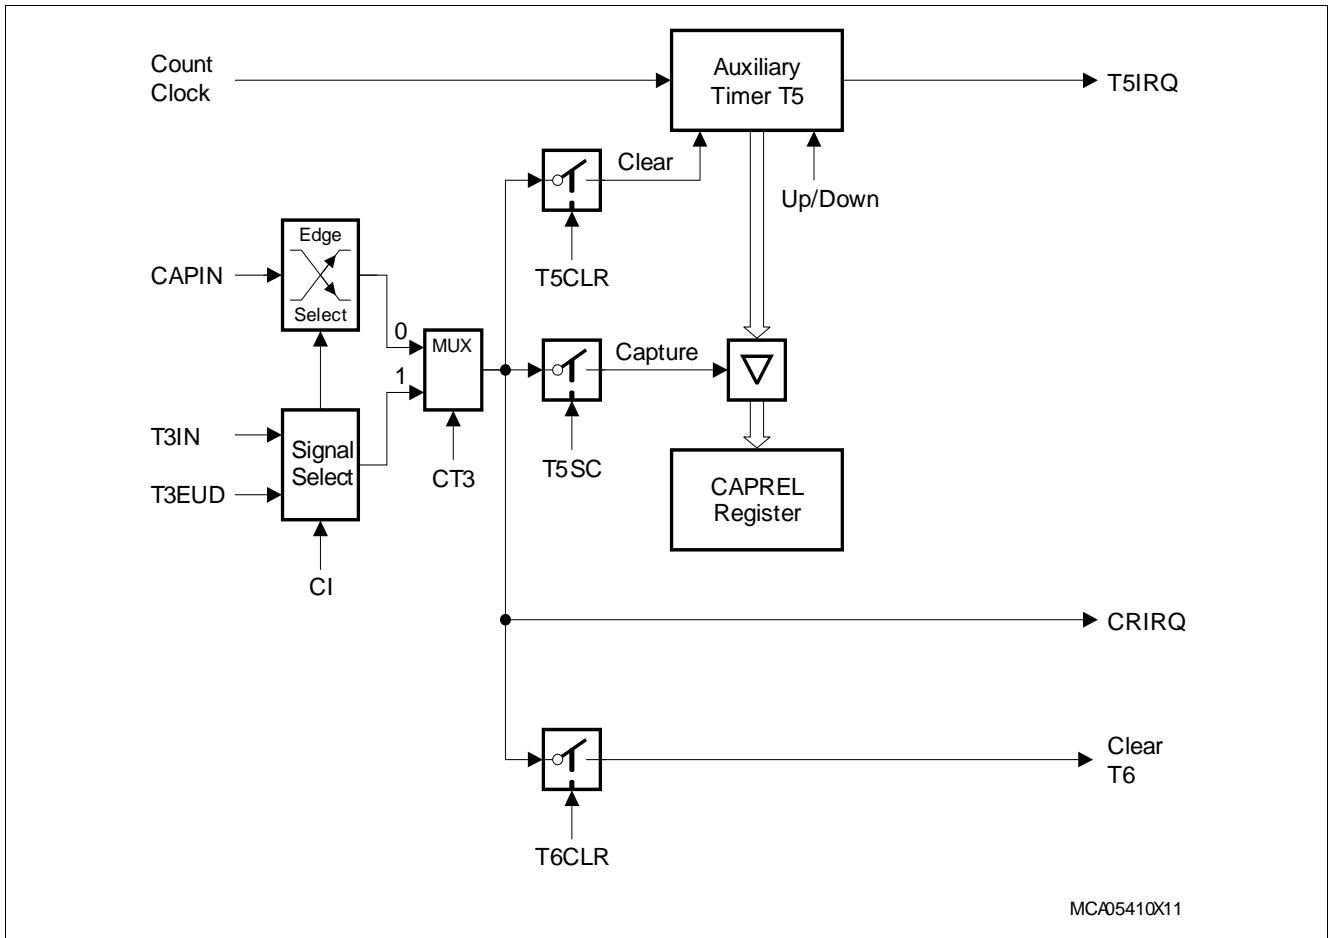 Count
Clock
Auxiliary
Timer T5
T5IRQ
Clear
Up/Down
T5CLR
Edge
Select
CAPIN
0
MUX
1
Capture
T3IN
T3EUD
Signal
Select
CT3
T5SC
CAPREL
Register
CI
CRIRQ
Clear
T6
T6CLR
MCA05410X11